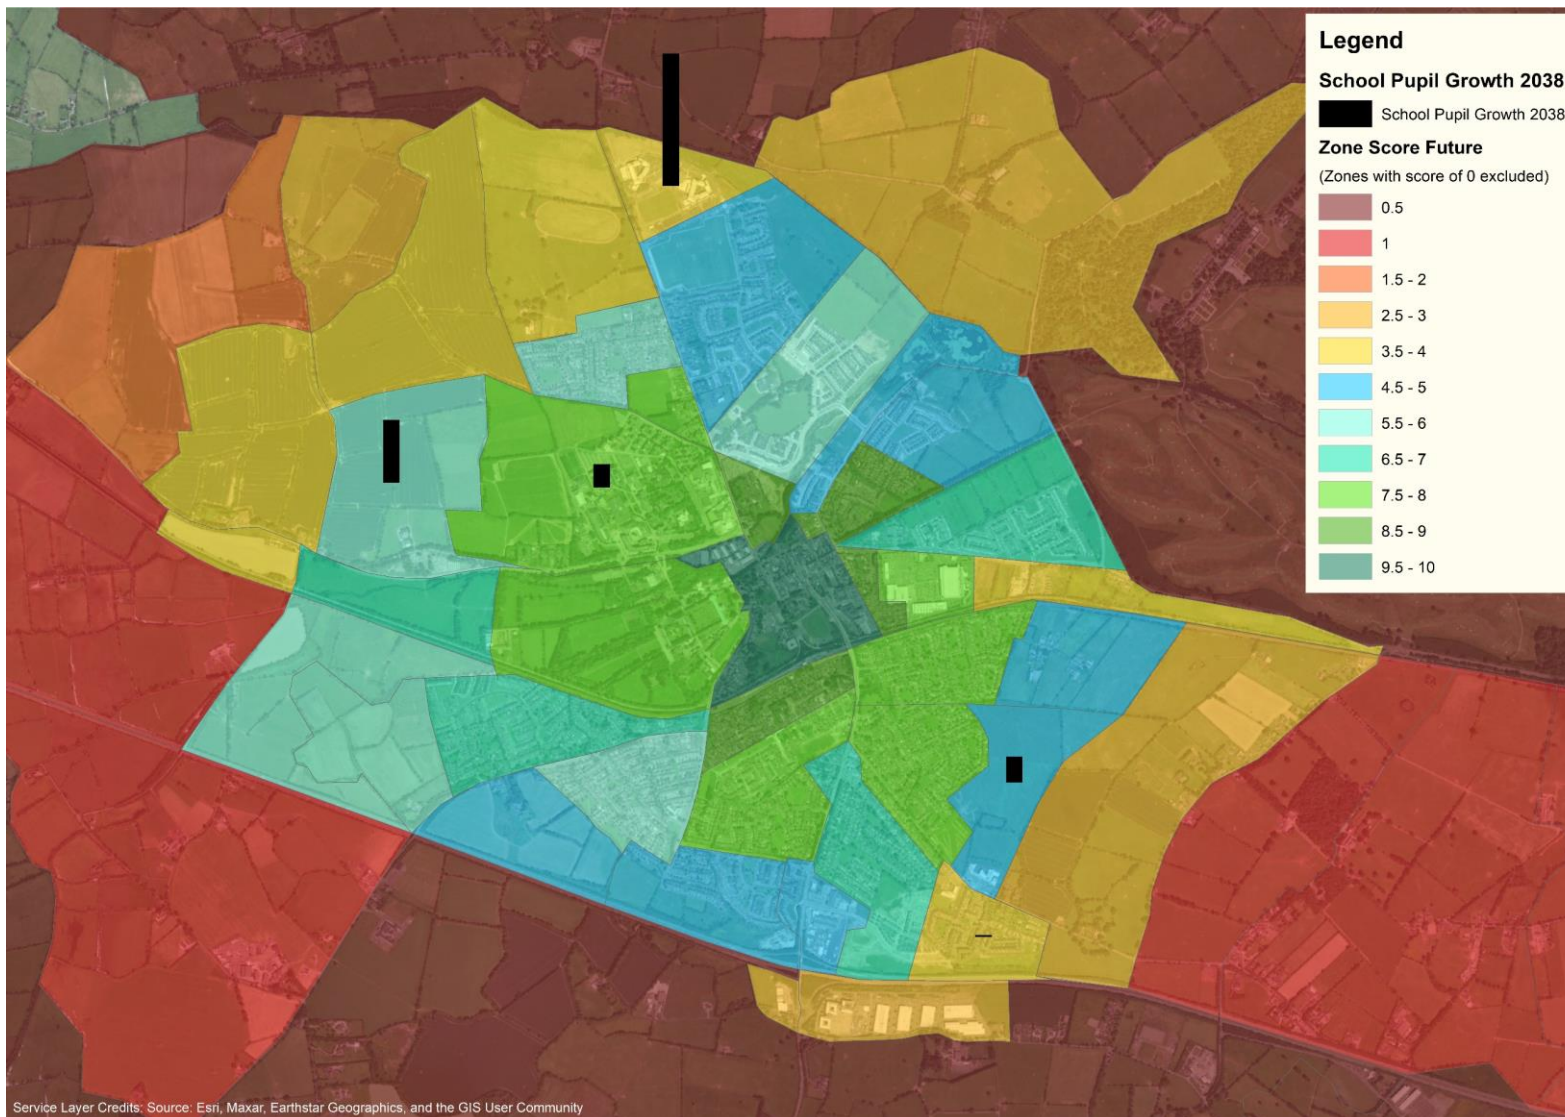 Legend
School Pupil Growth 2038
School Pupil Growth 2038
Zone Score Future
(Zones with score of 0 excluded)
0.5
1
1.5 - 2
2.5 - 3
3.5 - 4
4.5 - 5
5.5 - 6
6.5 - 7
7.5 - 8
8.5 - 9
9.5 - 10
Service Layer Credits: Source: Esri, Maxar, Earthstar Geographics, and the GIS User Community